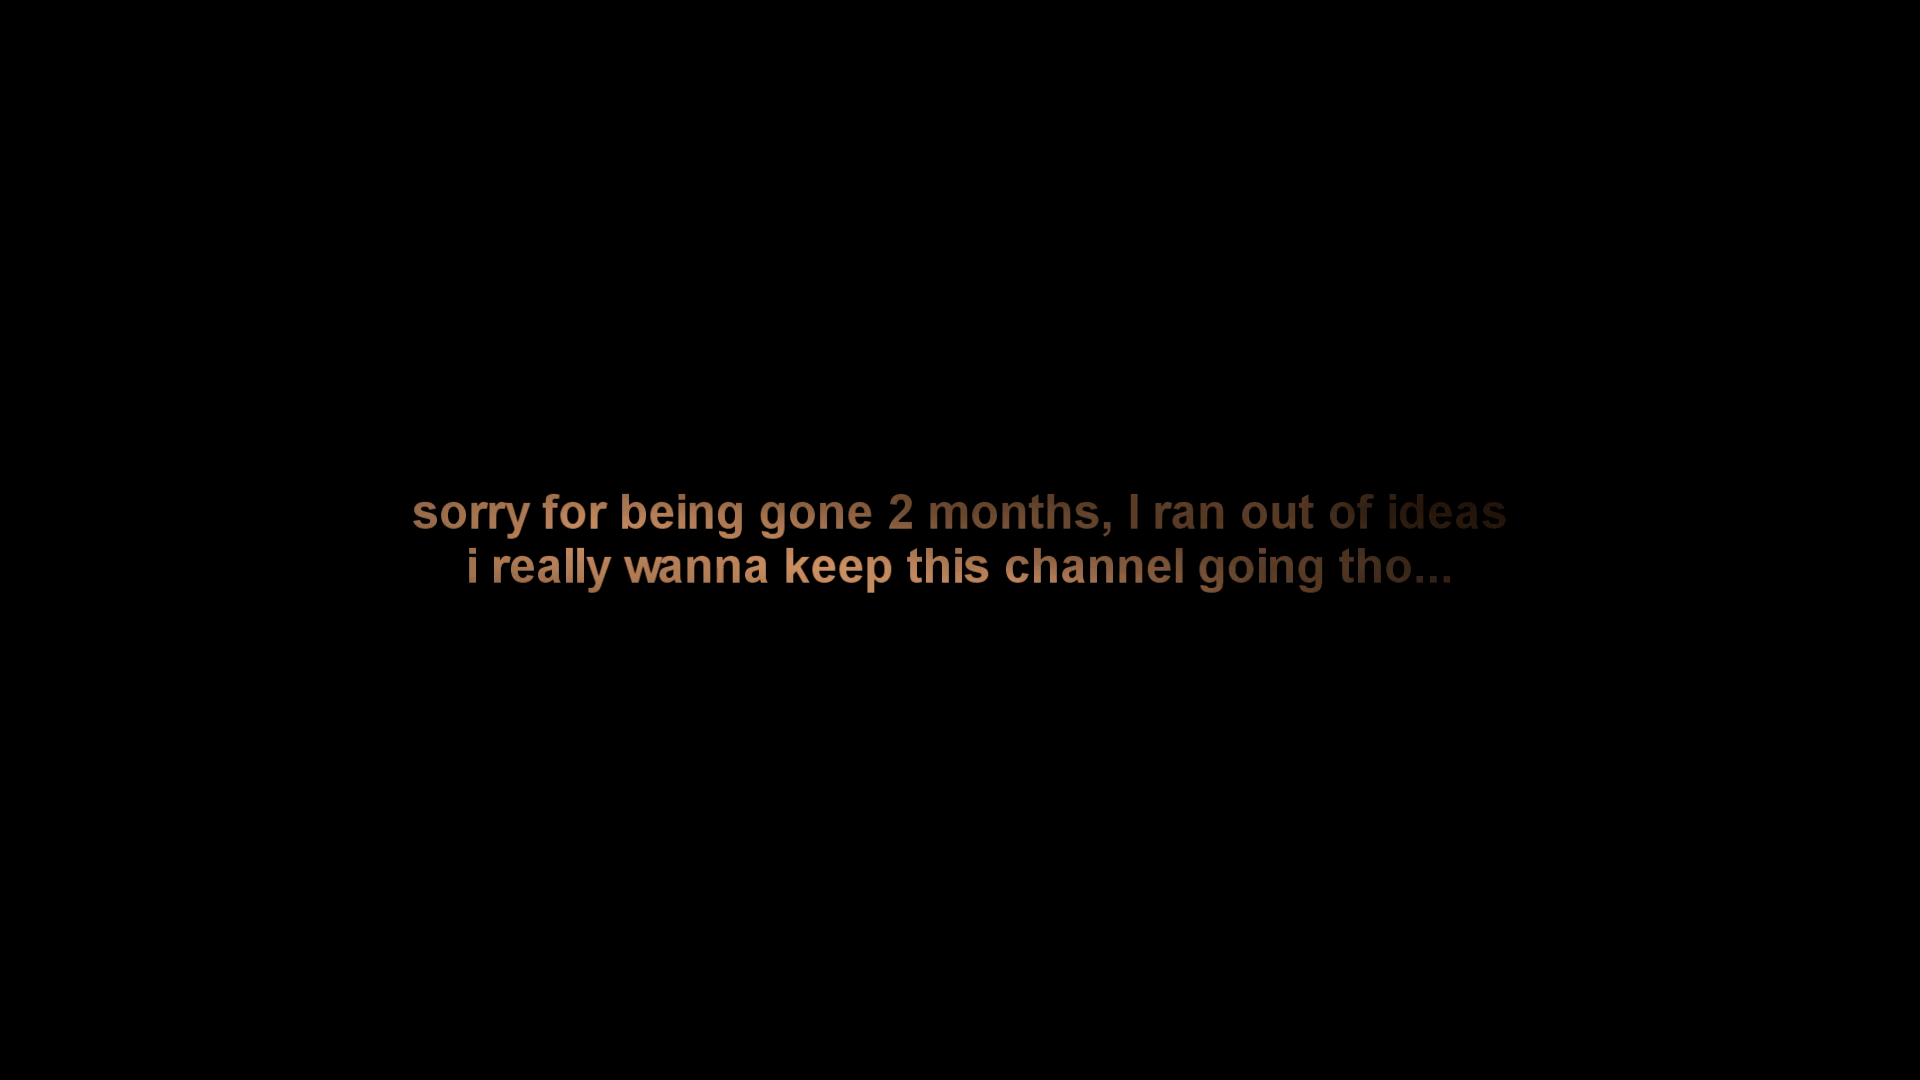 sorry for being gone 2 months, I ran out of ideas
i really wanna keep this channel going tho...